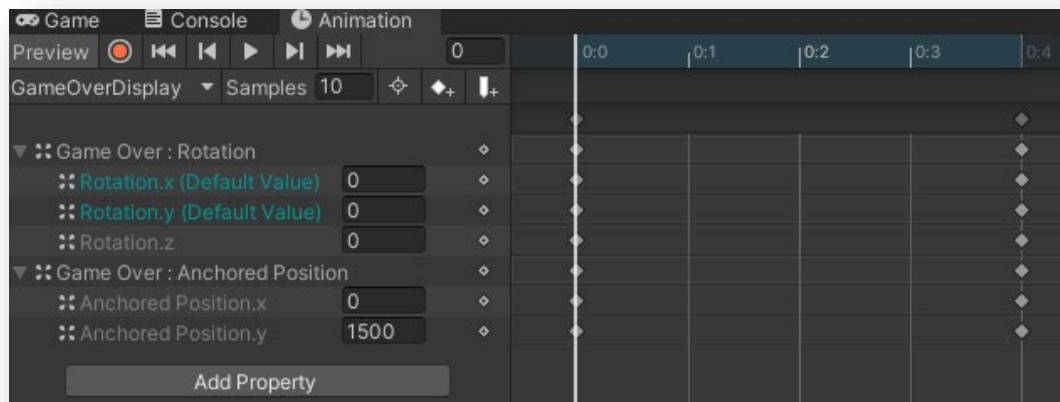 Game Console Animation
Preview 0 0:0 0:1 0:2 0:3 0:4
GameOverDisplay Samples 10
Game Over : Rotation
Rotation.x (Default Value) 0
Rotation.y (Default Value) 0
Rotation.z 0
Game Over : Anchored Position
Anchored Position.x 0
Anchored Position.y 1500
Add Property